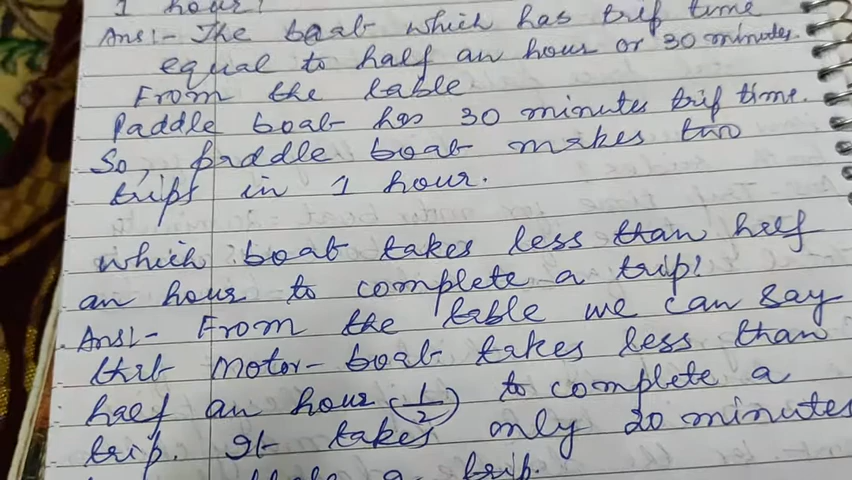 1 hour?
Ans:- The boat which has trip time
equal to half an hour or 30 minutes.
From the table
Paddle boat has 30 minutes trip time.
So, paddle boat makes two
trips in 1 hour.
which boat takes less than half
an hour to complete a trip?
Ans:- From the table we can say
that Motor-boat takes less than
half an hour (1/2) to complete a
trip. It takes only 20 minutes
a trip.